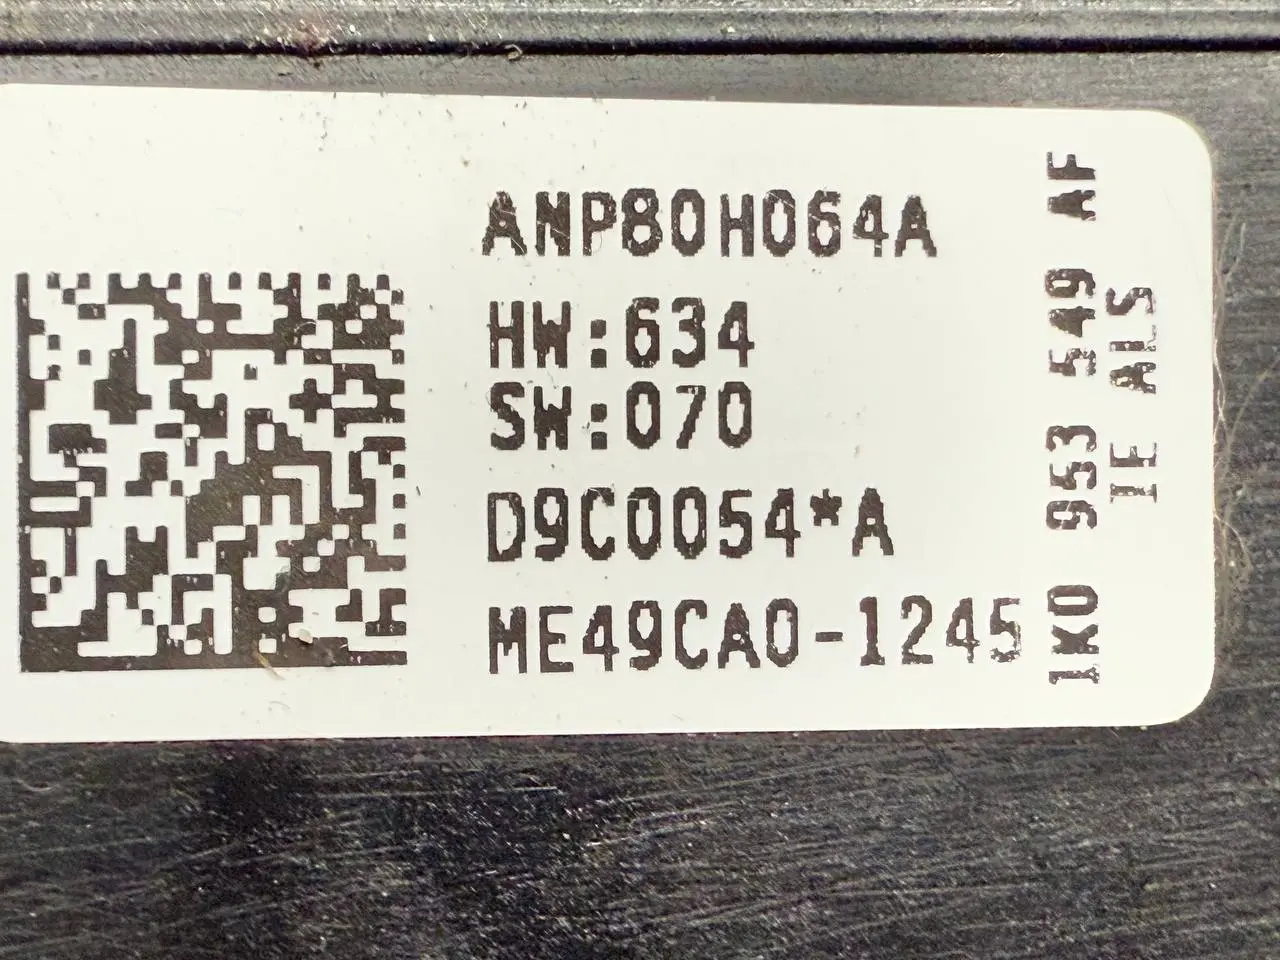 ANP80H064A
HW:634
SW:070
D9C0054*A
ME49CA0-1245
1K0 953 549 AF
IE ALS